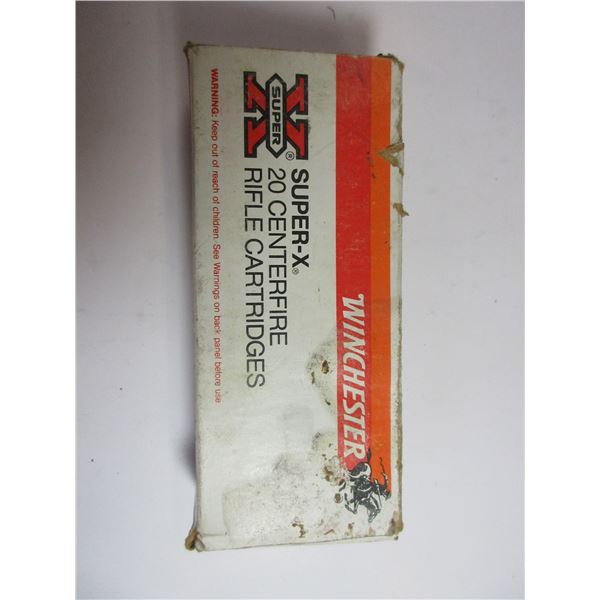 WINCHESTER
SUPER
SUPER-X®
20 CENTERFIRE
RIFLE CARTRIDGES
WARNING: Keep out of reach of children. See Warnings on back panel before use